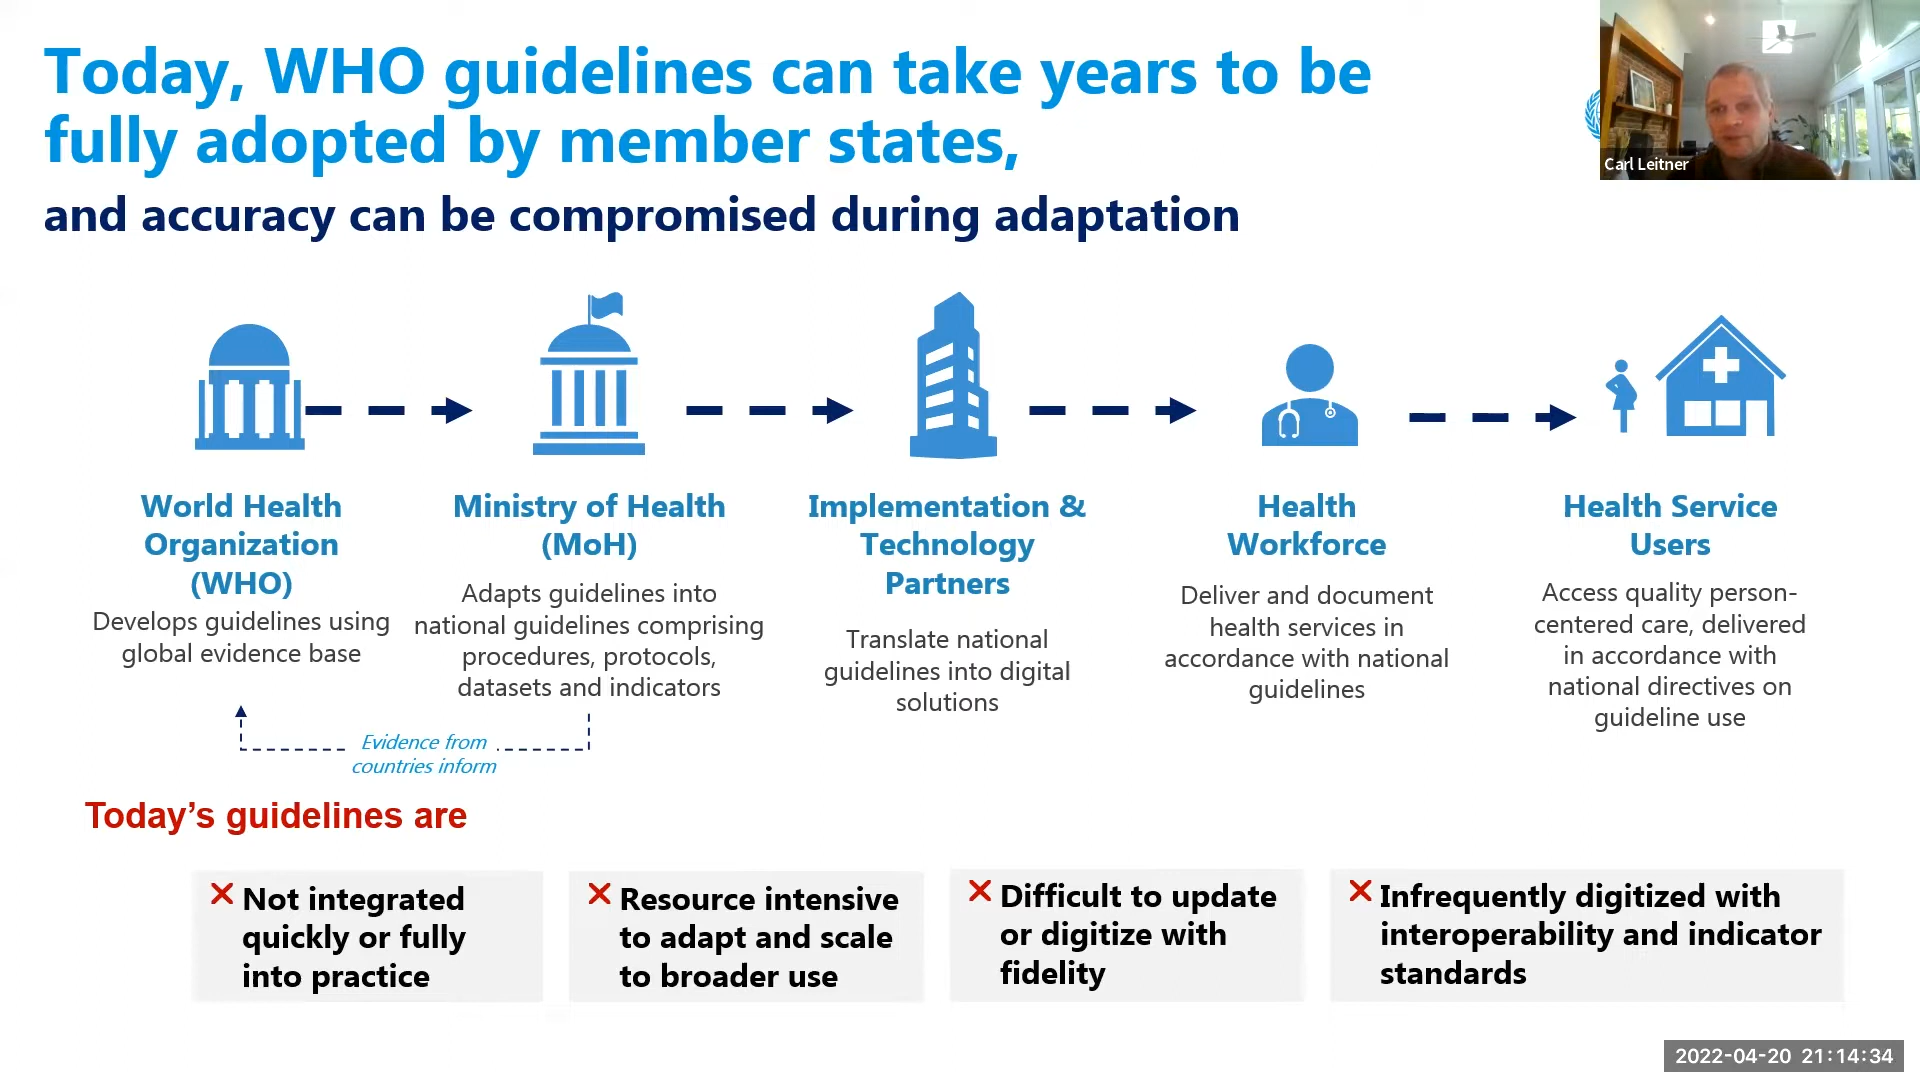 Today, WHO guidelines can take years to be
fully adopted by member states,
and accuracy can be compromised during adaptation
Carl Leitner
World Health
Organization
(WHO)
Develops guidelines using
global evidence base
Ministry of Health
(MoH)
Adapts guidelines into
national guidelines comprising
procedures, protocols,
datasets and indicators
Evidence from
countries inform
Implementation &
Technology
Partners
Translate national
guidelines into digital
solutions
Health
Workforce
Deliver and document
health services in
accordance with national
guidelines
Health Service
Users
Access quality person-
centered care, delivered
in accordance with
national directives on
guideline use
Today’s guidelines are
Not integrated
quickly or fully
into practice
Resource intensive
to adapt and scale
to broader use
Difficult to update
or digitize with
fidelity
Infrequently digitized with
interoperability and indicator
standards
2022-04-20 21:14:34